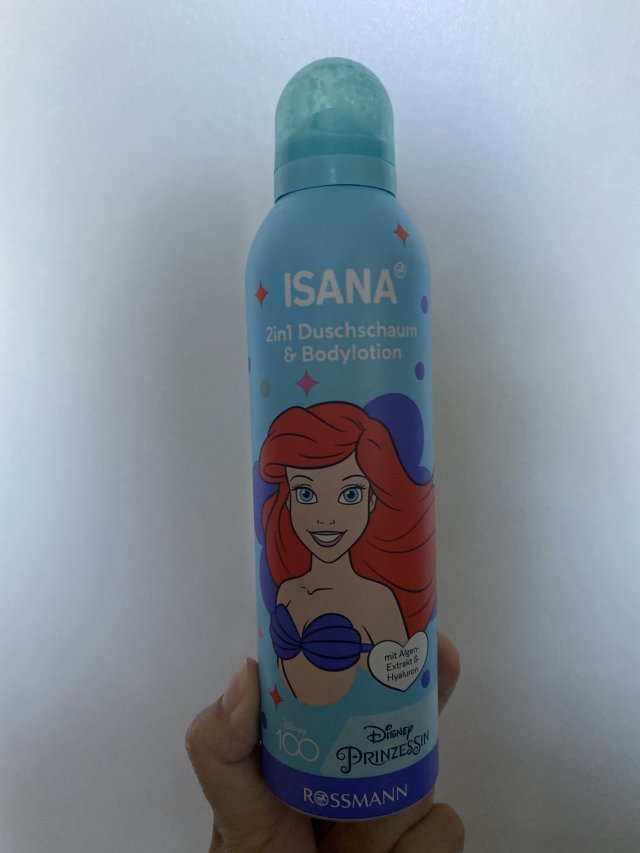 ISANA
2in1 Duschschaum
& Bodylotion
mit Algen-
Extrakt &
Hyaluron
Disney
100
Disney
PRINZESSIN
ROSSMANN